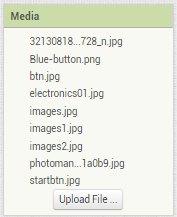 Media
32130818...728_n.jpg
Blue-button.png
btn.jpg
electronics01.jpg
images.jpg
images1.jpg
images2.jpg
photoman...1a0b9.jpg
startbtn.jpg
Upload File ...